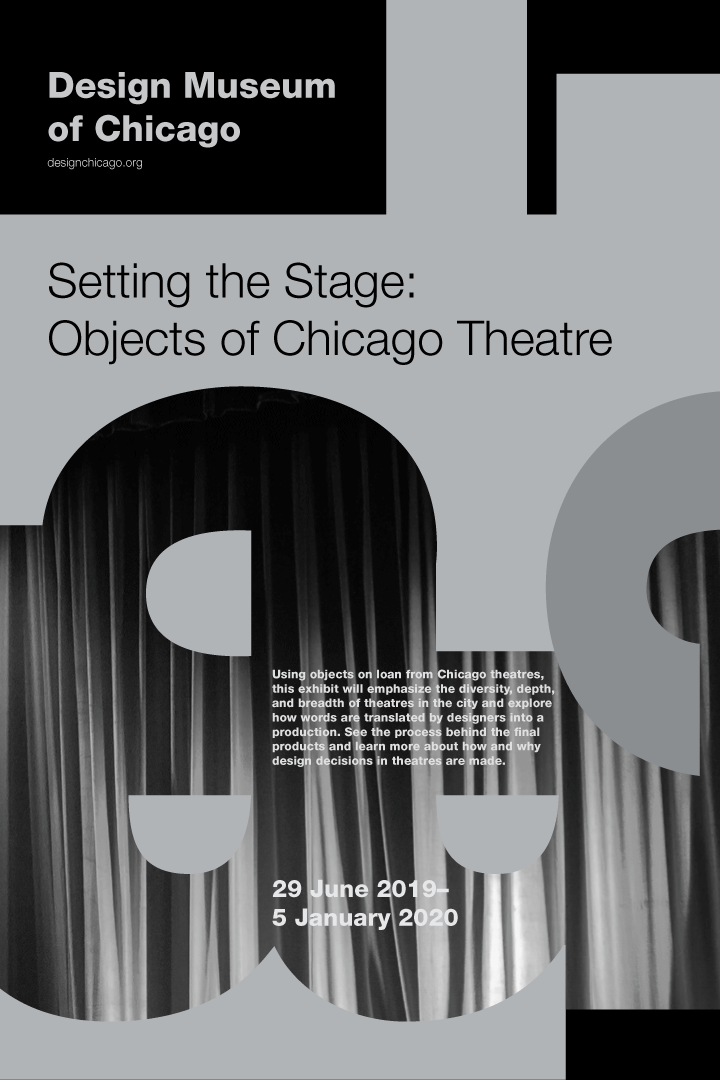 Design Museum
of Chicago
designchicago.org
Setting the Stage:
Objects of Chicago Theatre
Using objects on loan from Chicago theatres,
this exhibit will emphasize the diversity, depth,
and breadth of theatres in the city and explore
how words are translated by designers into a
production. See the process behind the final
products and learn more about how and why
design decisions in theatres are made.
29 June 2019–
5 January 2020